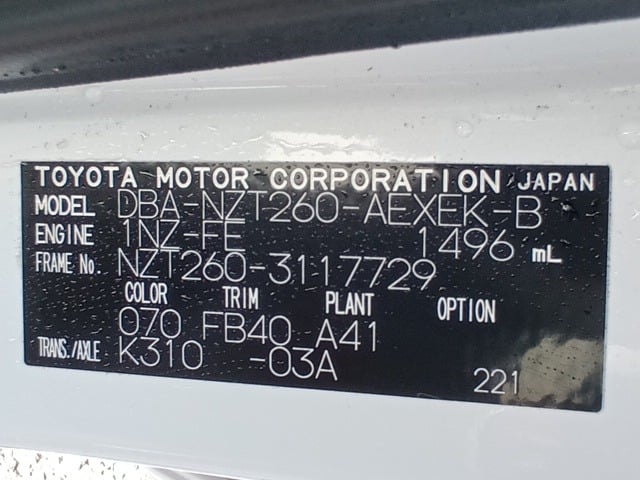 TOYOTA MOTOR CORPORATION JAPAN
MODEL DBA-NZT260-AEXEK-B
ENGINE 1NZ-FE 1496 mL
FRAME No. NZT260-3117729
COLOR TRIM PLANT OPTION
070 FB40 A41
TRANS./AXLE K310 -03A
221